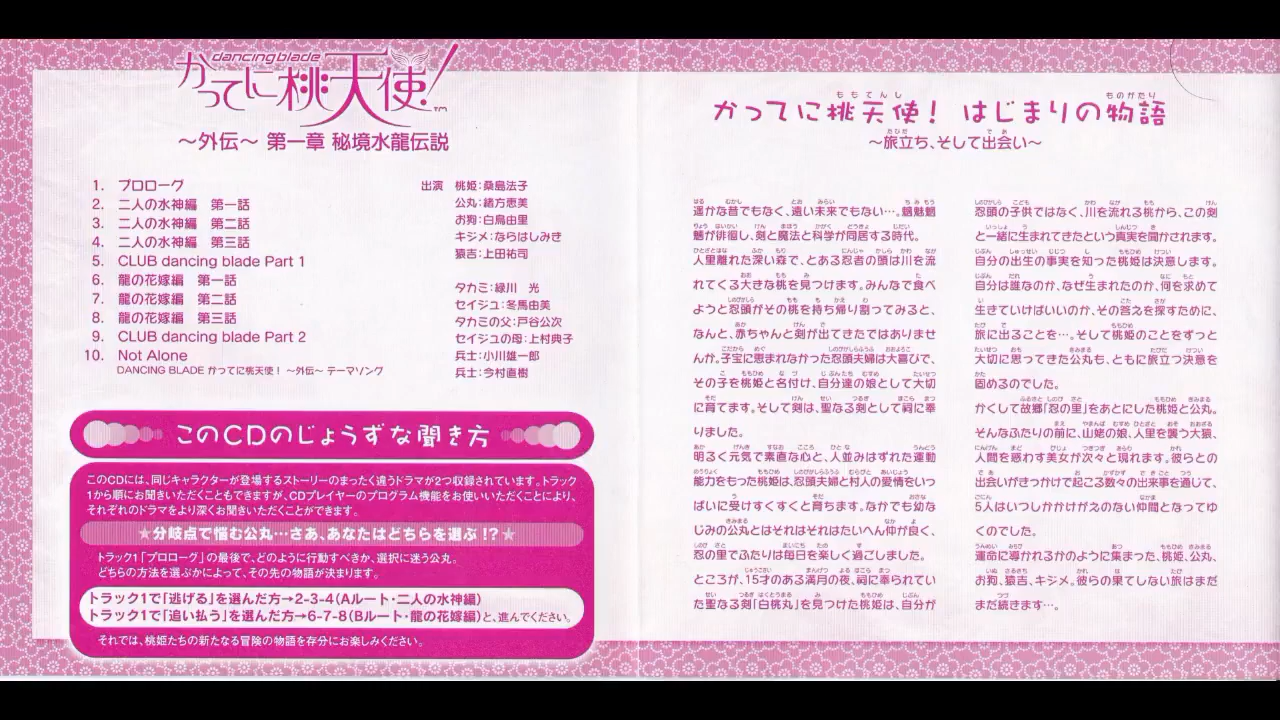 dancing blade
かってに桃天使!™
～外伝～ 第一章 秘境水龍伝説
1. プロローグ
2. 二人の水神編 第一話
3. 二人の水神編 第二話
4. 二人の水神編 第三話
5. CLUB dancing blade Part 1
6. 龍の花嫁編 第一話
7. 龍の花嫁編 第二話
8. 龍の花嫁編 第三話
9. CLUB dancing blade Part 2
10. Not Alone
DANCING BLADE かってに桃天使! ～外伝～ テーマソング
出演 桃姫:桑島法子
公丸:緒方恵美
お狗:白鳥由里
キジメ:ならはしみき
猿吉:上田祐司
タカミ:緑川 光
セイジュ:冬馬由美
タカミの父:戸谷公次
セイジュの母:上村典子
兵士:小川雄一郎
兵士:今村直樹
このCDのじょうずな聞き方
このCDには、同じキャラクターが登場するストーリーのまったく違うドラマが2つ収録されています。トラック
1から順にお聞きいただくこともできますが、CDプレイヤーのプログラム機能をお使いいただくことにより、
それぞれのドラマをより深くお聞きいただくことができます。
★分岐点で悩む公丸…さあ、あなたはどちらを選ぶ!?★
トラック1「プロローグ」の最後で、どのように行動すべきか、選択に迷う公丸。
どちらの方法を選ぶかによって、その先の物語が決まります。
トラック1で「逃げる」を選んだ方→2-3-4(Aルート・二人の水神編)
トラック1で「追い払う」を選んだ方→6-7-8(Bルート・龍の花嫁編)と、進んでください。
それでは、桃姫たちの新たなる冒険の物語を存分にお楽しみください。
かってに桃天使! はじまりの物語
～旅立ち、そして出会い～
遥かな昔でなく、遠い未来でもない…。魑魅魍
魎が徘徊し、剣と魔法と科学が同居する時代。
人里離れた深い森で、とある忍者の頭は川を流
れてくる大きな桃を見つけます。みんなで食べ
ようと忍頭がその桃を持ち帰り割ってみると、
なんと、赤ちゃんと剣が出てきたではありませ
んか。子宝に恵まれなかった忍頭夫婦は大喜びで、
その子を桃姫と名付け、自分達の娘として大切
に育てます。そして剣は、聖なる剣として祠に奉
りました。
明るく元気で素直な心と、人並みはずれた運動
能力をもった桃姫は、忍頭夫婦と村人の愛情をいっ
ぱいに受けすくすくと育ちます。なかでも幼な
じみの公丸とはそれはそれはたいへん仲が良く、
忍の里でふたりは毎日を楽しく過ごしました。
ところが、15才のある満月の夜、祠に奉られてい
た聖なる剣「白桃丸」を見つけた桃姫は、自分が
忍頭の子供ではなく、川を流れる桃から、この剣
と一緒に生まれてきたという真実を聞かされます。
自分の出生の事実を知った桃姫は決意します。
自分は誰なのか、なぜ生まれたのか、何を求めて
生きていけばいいのか、その答えを探すために、
旅に出ることを…。そして桃姫のことをずっと
大切に思ってきた公丸も、ともに旅立つ決意を
固めるのでした。
かくして故郷「忍の里」をあとにした桃姫と公丸。
そんなふたりの前に、山姥の娘、人里を襲う大猿、
人間を惑わす美女が次々と現れます。彼らとの
出会いがきっかけで起こる数々の出来事を通じて、
5人はいつしかかけがえのない仲間となってゆ
くのでした。
運命に導かれるかのように集まった、桃姫、公丸、
お狗、猿吉、キジメ。彼らの果てしない旅はまだ
まだ続きます…。